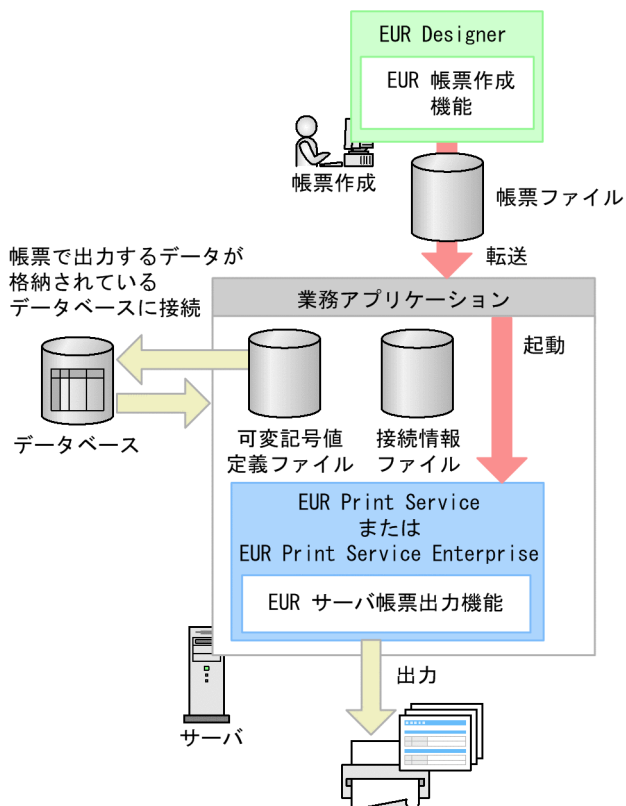 EUR Designer
EUR 帳票作成
機能
帳票作成
帳票ファイル
転送
帳票で出力するデータが
格納されている
データベースに接続
業務アプリケーション
起動
データベース
可変記号値
定義ファイル
接続情報
ファイル
EUR Print Service
または
EUR Print Service Enterprise
EUR サーバ帳票出力機能
出力
サーバ